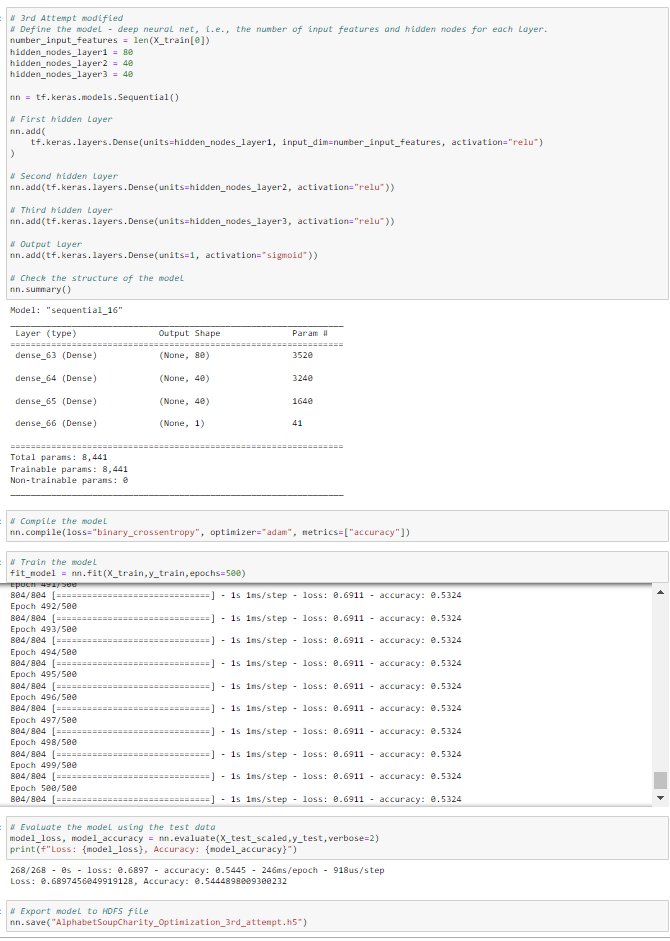 # 3rd Attempt modified
# Define the model - deep neural net, i.e., the number of input features and hidden nodes for each layer.
number_input_features = len(X_train[0])
hidden_nodes_layer1 = 80
hidden_nodes_layer2 = 40
hidden_nodes_layer3 = 40
nn = tf.keras.models.Sequential()
# First hidden layer
nn.add(
tf.keras.layers.Dense(units=hidden_nodes_layer1, input_dim=number_input_features, activation="relu")
)
# Second hidden layer
nn.add(tf.keras.layers.Dense(units=hidden_nodes_layer2, activation="relu"))
# Third hidden layer
nn.add(tf.keras.layers.Dense(units=hidden_nodes_layer3, activation="relu"))
# Output layer
nn.add(tf.keras.layers.Dense(units=1, activation="sigmoid"))
# Check the structure of the model
nn.summary()
Model: "sequential_16"
Layer (type) Output Shape Param #
=================================================================
dense_63 (Dense) (None, 80) 3520
dense_64 (Dense) (None, 40) 3240
dense_65 (Dense) (None, 40) 1640
dense_66 (Dense) (None, 1) 41
=================================================================
Total params: 8,441
Trainable params: 8,441
Non-trainable params: 0
# Compile the model
nn.compile(loss="binary_crossentropy", optimizer="adam", metrics=["accuracy"])
# Train the model
fit_model = nn.fit(X_train,y_train,epochs=500)
Epoch 491/500
804/804 [==============================] - 1s 1ms/step - loss: 0.6911 - accuracy: 0.5324
Epoch 492/500
804/804 [==============================] - 1s 1ms/step - loss: 0.6911 - accuracy: 0.5324
Epoch 493/500
804/804 [==============================] - 1s 1ms/step - loss: 0.6911 - accuracy: 0.5324
Epoch 494/500
804/804 [==============================] - 1s 1ms/step - loss: 0.6911 - accuracy: 0.5324
Epoch 495/500
804/804 [==============================] - 1s 1ms/step - loss: 0.6911 - accuracy: 0.5324
Epoch 496/500
804/804 [==============================] - 1s 1ms/step - loss: 0.6911 - accuracy: 0.5324
Epoch 497/500
804/804 [==============================] - 1s 1ms/step - loss: 0.6911 - accuracy: 0.5324
Epoch 498/500
804/804 [==============================] - 1s 1ms/step - loss: 0.6911 - accuracy: 0.5324
Epoch 499/500
804/804 [==============================] - 1s 1ms/step - loss: 0.6911 - accuracy: 0.5324
Epoch 500/500
804/804 [==============================] - 1s 1ms/step - loss: 0.6911 - accuracy: 0.5324
# Evaluate the model using the test data
model_loss, model_accuracy = nn.evaluate(X_test_scaled,y_test,verbose=2)
print(f"Loss: {model_loss}, Accuracy: {model_accuracy}")
268/268 - 0s - loss: 0.6897 - accuracy: 0.5445 - 246ms/epoch - 918us/step
Loss: 0.6897456049919128, Accuracy: 0.5444898009300232
# Export model to HDFS file
nn.save("AlphabetSoupCharity_Optimization_3rd_attempt.h5")